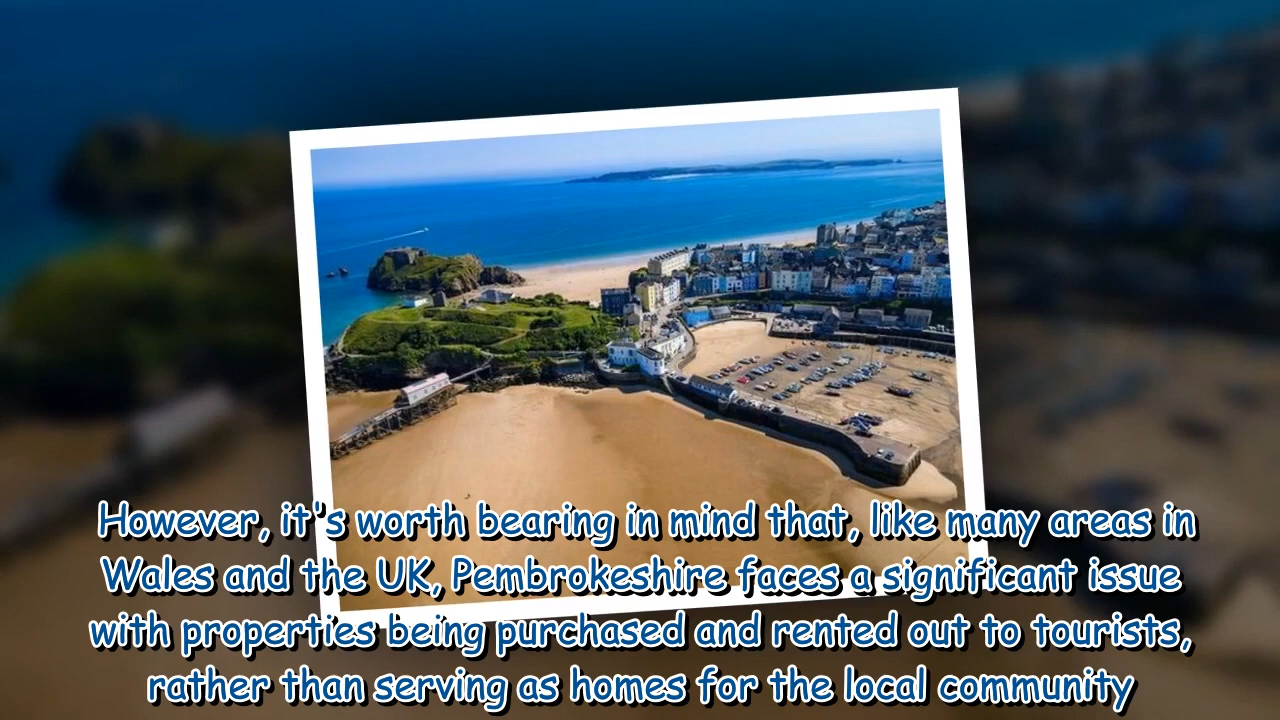 However, it"s worth bearing in mind that, like many areas in
Wales and the UK, Pembrokeshire faces a significant issue
with properties being purchased and rented out to tourists,
rather than serving as homes for the local community